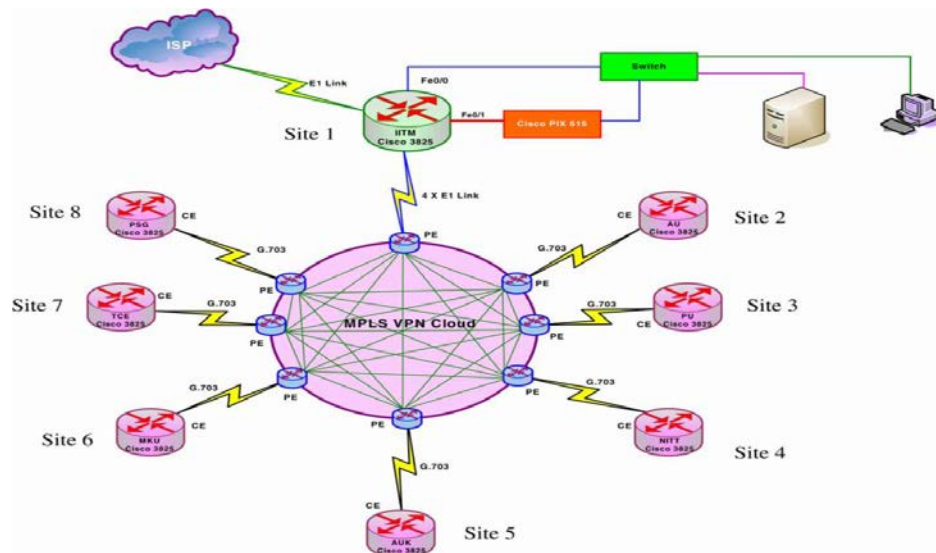 ISP
E1 Link
Fe0/0
Switch
Site 1
IITM
Cisco 3825
Fe0/1
Cisco PIX 515
4 X E1 Link
Site 8
CE
PSG
Cisco 3825
PE
CE
AU
Cisco 3825
Site 2
G.703
G.703
PE
PE
Site 7
CE
TCE
Cisco 3825
G.703
PE
MPLS VPN Cloud
PE
G.703
CE
PU
Cisco 3825
Site 3
G.703
PE
PE
G.703
Site 6
MKU
Cisco 3825
CE
PE
CE
NITT
Cisco 3825
Site 4
G.703
CE
AUK
Cisco 3825
Site 5